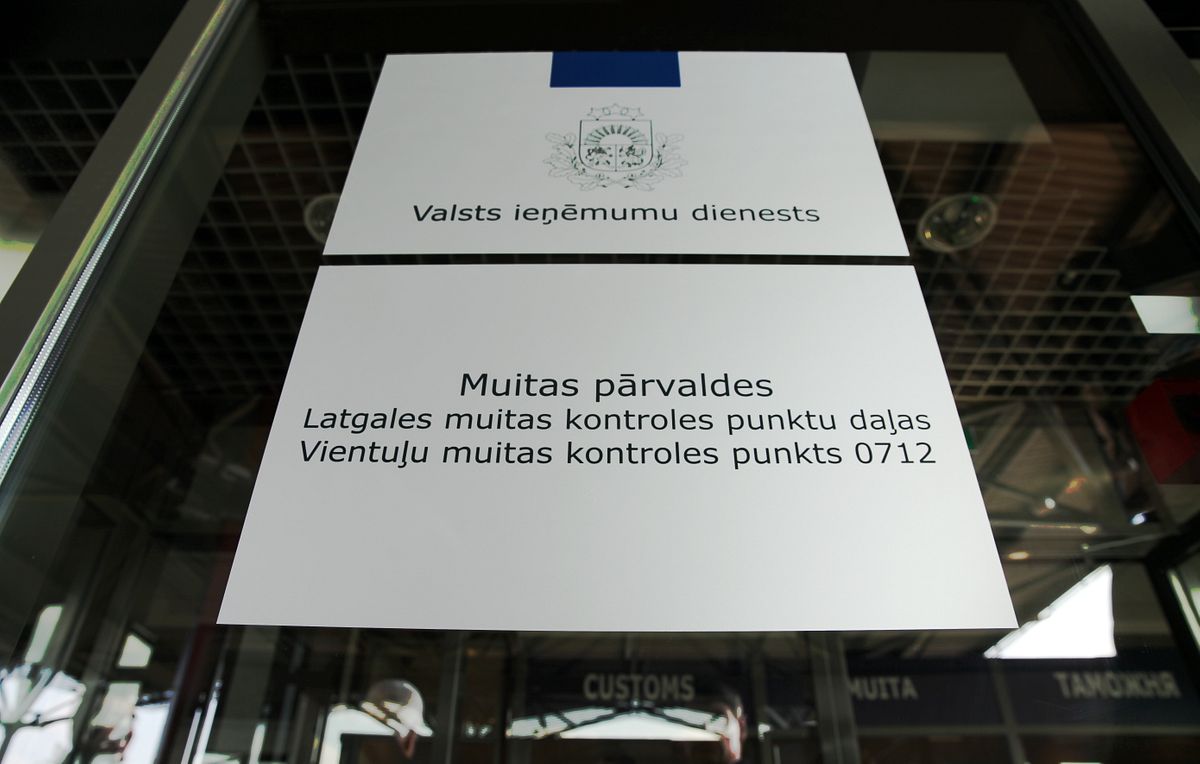 Valsts ieņēmumu dienests
Muitas pārvaldes
Latgales muitas kontroles punktu daļas
Vientuļu muitas kontroles punkts 0712
CUSTOMS
MUITA
ТАМОЖНЯ